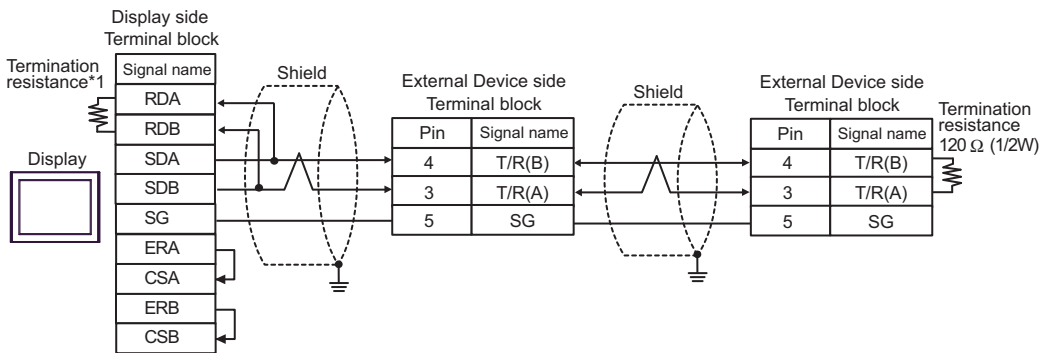 Display side
Terminal block
Termination
resistance*1
Signal name
RDA
RDB
SDA
SDB
SG
ERA
CSA
ERB
CSB
Display
Shield
External Device side
Terminal block
Pin Signal name
4 T/R(B)
3 T/R(A)
5 SG
Shield
External Device side
Terminal block
Pin Signal name
4 T/R(B)
3 T/R(A)
5 SG
Termination
resistance
120 Ω (1/2W)